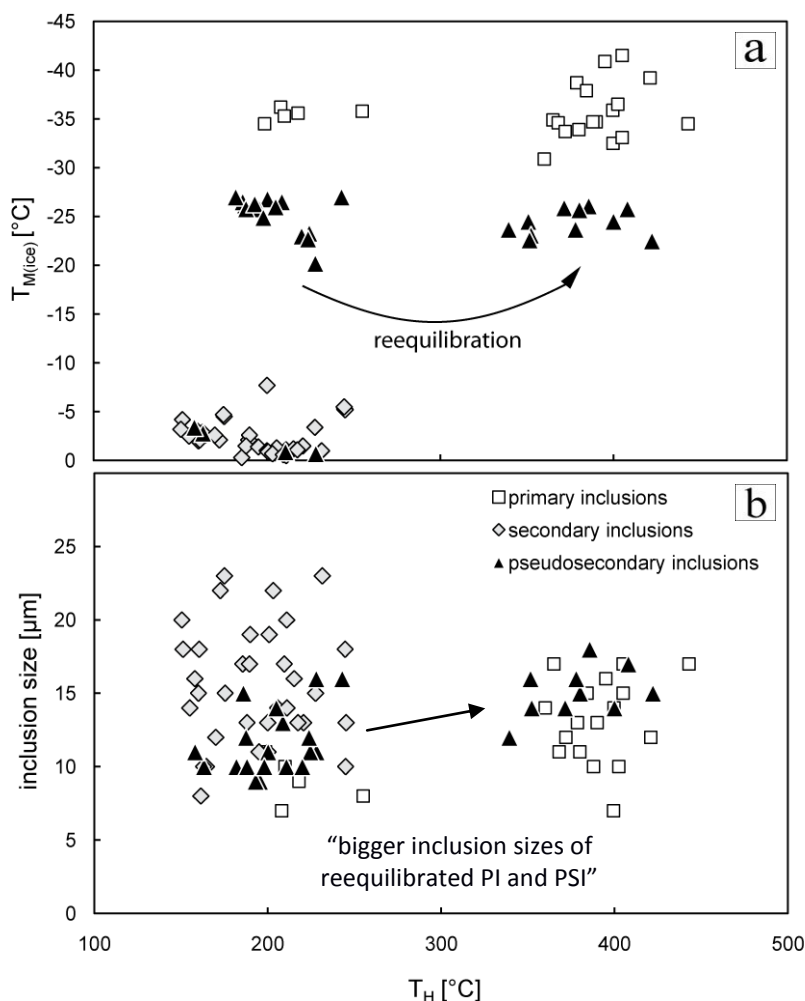 -45
-40
-35
-30
-25
-20
-15
-10
-5
0
T_M(ice) [°C]
a
reequilibration
b
primary inclusions
secondary inclusions
pseudosecondary inclusions
25
20
15
10
5
0
inclusion size [µm]
“bigger inclusion sizes of
reequilibrated PI and PSI”
100
200
300
400
500
T_H [°C]